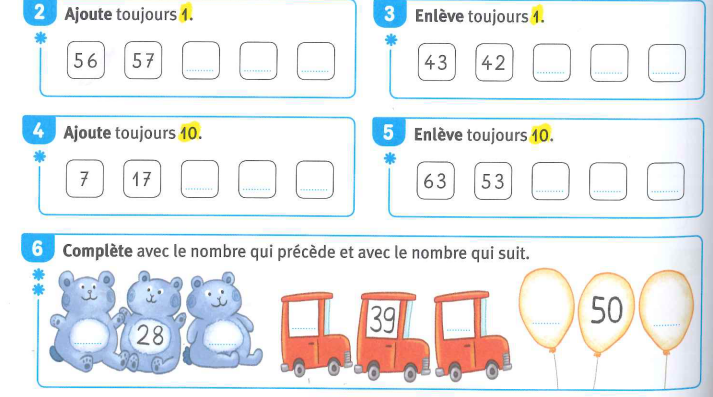 2 Ajoute toujours 1.
56 57
3 Enlève toujours 1.
43 42
4 Ajoute toujours 10.
7 17
5 Enlève toujours 10.
63 53
6 Complète avec le nombre qui précède et avec le nombre qui suit.
28 39 50